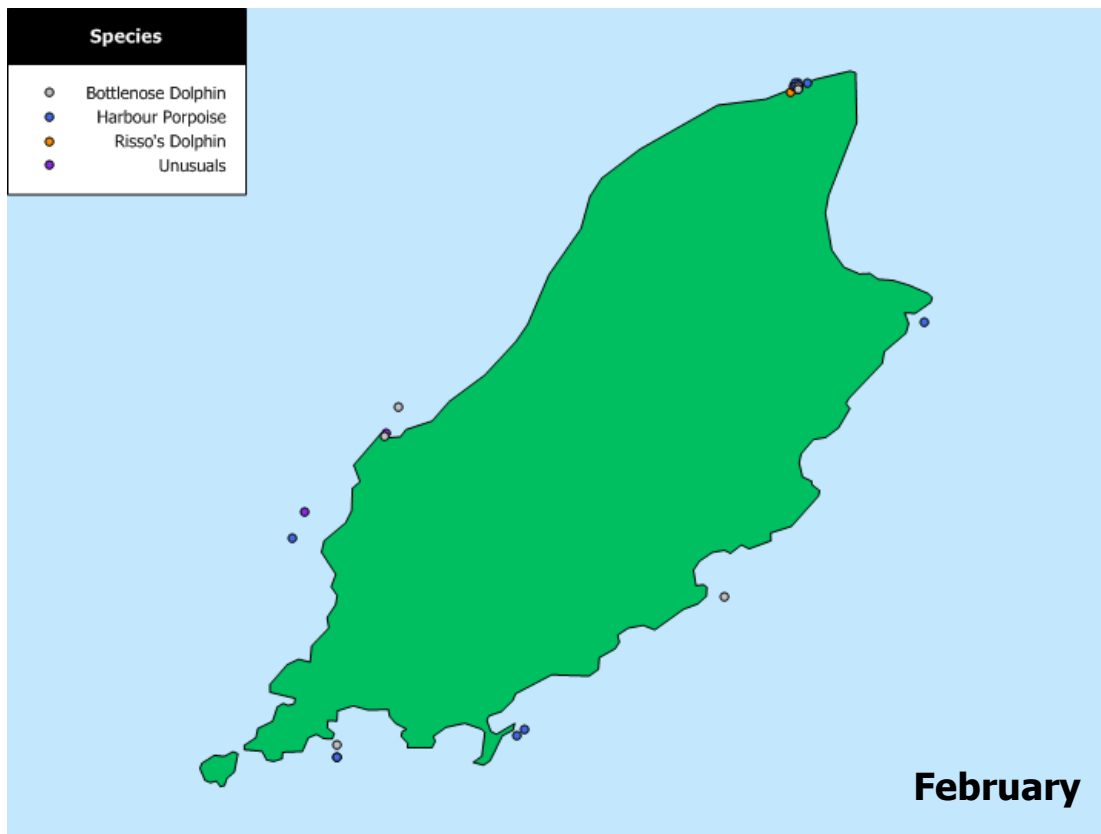 Species
Bottlenose Dolphin
Harbour Porpoise
Risso's Dolphin
Unusuals
February